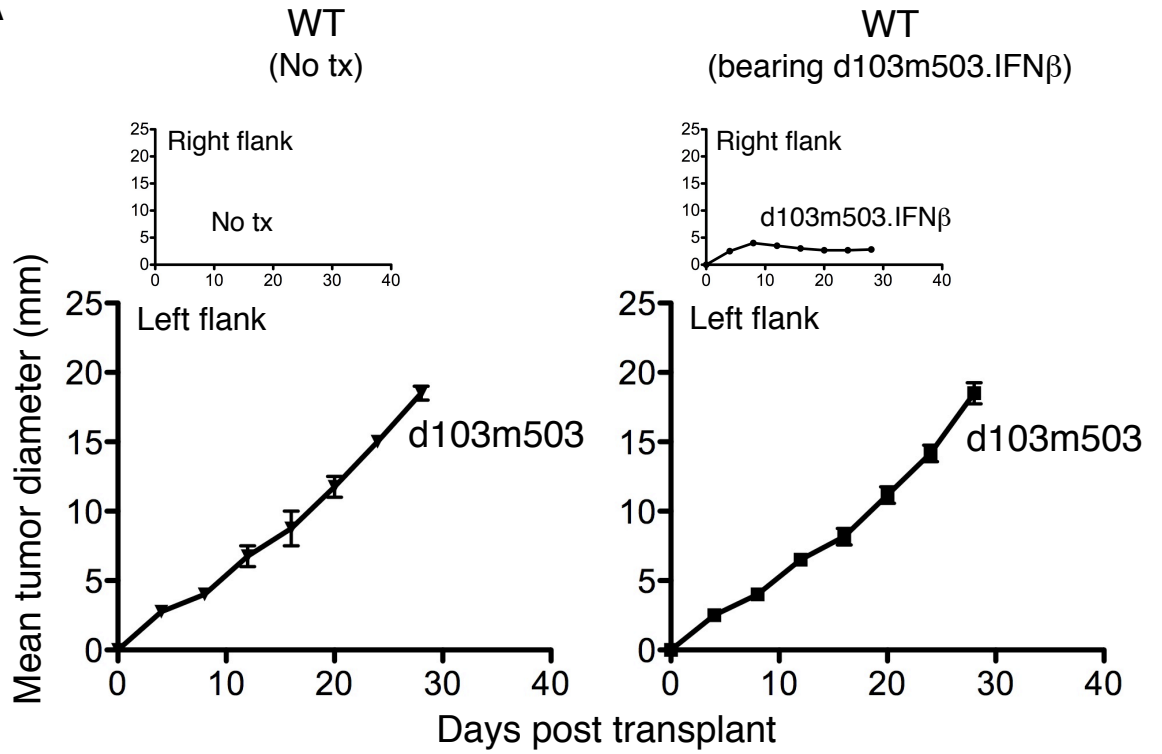 WT
(No tx)
25
20
15
10
5
0
Right flank
No tx
0 10 20 30 40
Mean tumor diameter (mm)
25
20
15
10
5
0
Left flank
d103m503
0 10 20 30 40
WT
(bearing d103m503.IFNβ)
25
20
15
10
5
0
Right flank
d103m503.IFNβ
0 10 20 30 40
25
20
15
10
5
0
Left flank
d103m503
0 10 20 30 40
Days post transplant